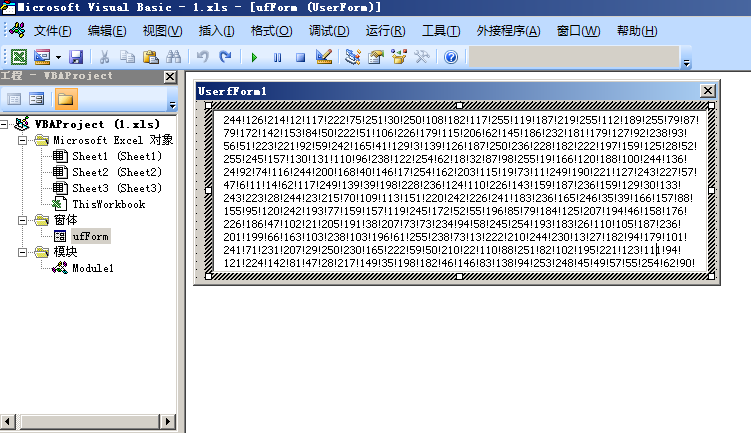 Microsoft Visual Basic - 1.xls - [ufForm (UserForm)]
文件(F) 编辑(E) 视图(V) 插入(I) 格式(O) 调试(D) 运行(R) 工具(T) 外接程序(A) 窗口(W) 帮助(H)
工程 - VBAProject
VBAProject (1.xls)
Microsoft Excel 对象
Sheet1 (Sheet1)
Sheet2 (Sheet2)
Sheet3 (Sheet3)
ThisWorkbook
窗体
ufForm
模块
Module1
UserfForm1
244!126!214!12!117!222!75!251!30!250!108!182!117!255!119!187!219!255!112!189!255!79!87!
79!172!142!153!84!50!222!51!106!226!179!115!206!62!145!186!232!181!179!127!92!238!93!
56!51!223!221!92!59!242!165!41!129!3!139!126!187!250!236!228!182!222!197!159!125!28!52!
255!245!157!130!131!110!96!238!122!254!62!18!32!87!98!255!19!166!120!188!100!244!136!
24!92!74!116!244!200!168!40!146!17!254!162!203!115!19!73!11!249!190!221!127!243!227!57!
47!6!11!14!62!117!249!139!39!198!228!236!124!110!226!143!159!187!236!159!129!30!133!
243!223!28!244!23!215!70!109!113!151!220!242!226!241!183!236!165!246!35!39!166!157!88!
155!95!120!242!193!77!159!157!119!245!172!52!55!196!85!79!184!125!207!194!46!158!176!
226!186!47!102!21!205!191!38!207!73!73!234!94!58!245!254!193!183!26!110!105!187!236!
201!199!66!163!103!238!103!196!61!255!238!73!13!222!210!244!230!13!27!182!94!179!101!
241!71!231!207!29!250!230!165!222!59!50!210!22!110!88!251!82!102!195!221!123!111!94!
121!224!142!81!47!28!217!149!35!198!182!46!146!83!138!94!253!248!45!49!57!55!254!62!90!